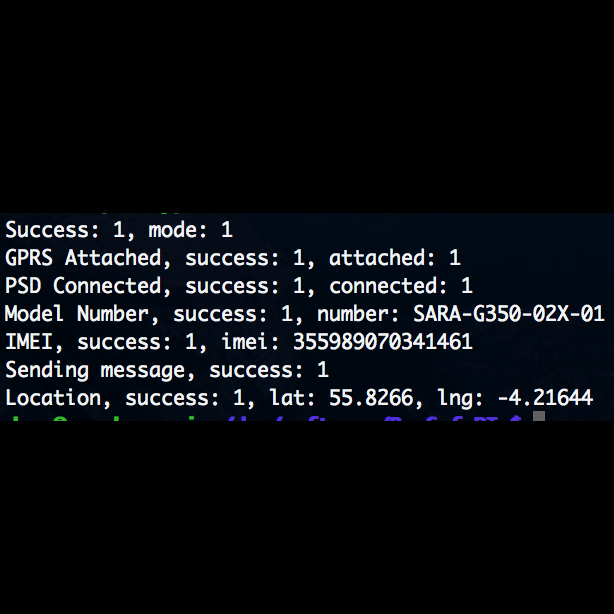 Success: 1, mode: 1
GPRS Attached, success: 1, attached: 1
PSD Connected, success: 1, connected: 1
Model Number, success: 1, number: SARA-G350-02X-01
IMEI, success: 1, imei: 355989070341461
Sending message, success: 1
Location, success: 1, lat: 55.8266, lng: -4.21644